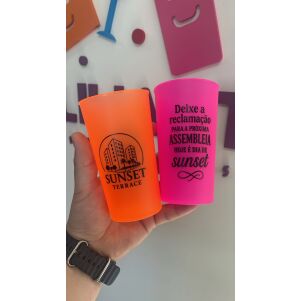 SUNSET
TERRACE
Deixe a
reclamação
PARA A PRÓXIMA
ASSEMBLEIA
HOJE É DIA DE
sunset